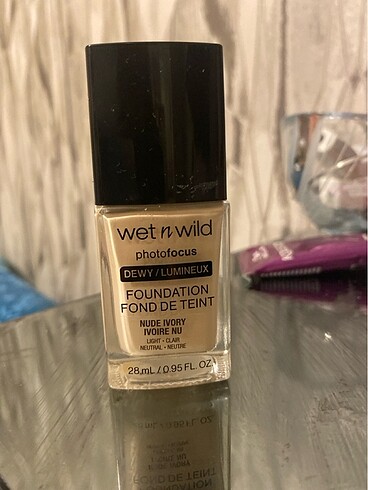 wet n wild
photofocus
DEWY / LUMINEUX
FOUNDATION
FOND DE TEINT
NUDE IVORY
IVOIRE NU
LIGHT - CLAIR
NEUTRAL - NEUTRE
28 mL / 0.95 FL. OZ